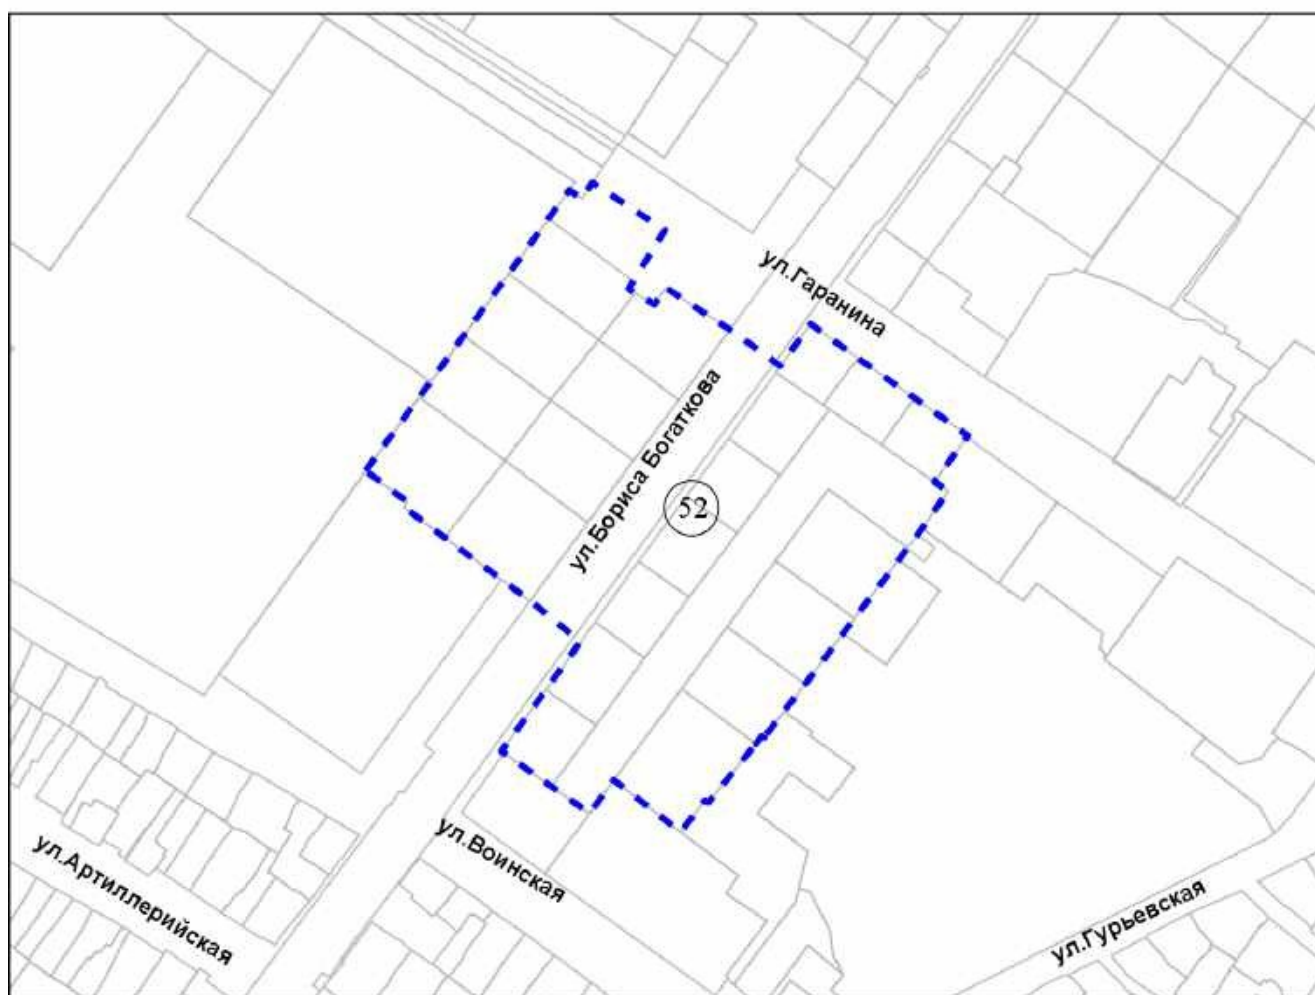 ул.Гаранина
ул.Бориса Богаткова
52
ул.Воинская
ул.Артиллерийская
ул.Гурьевская